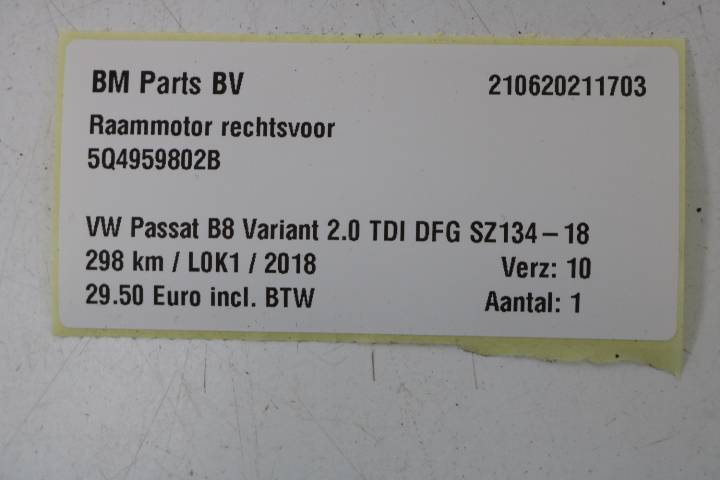 BM Parts BV 210620211703
Raammotor rechtsvoor
5Q4959802B
VW Passat B8 Variant 2.0 TDI DFG SZ134-18
298 km / L0K1 / 2018 Verz: 10
29.50 Euro incl. BTW Aantal: 1